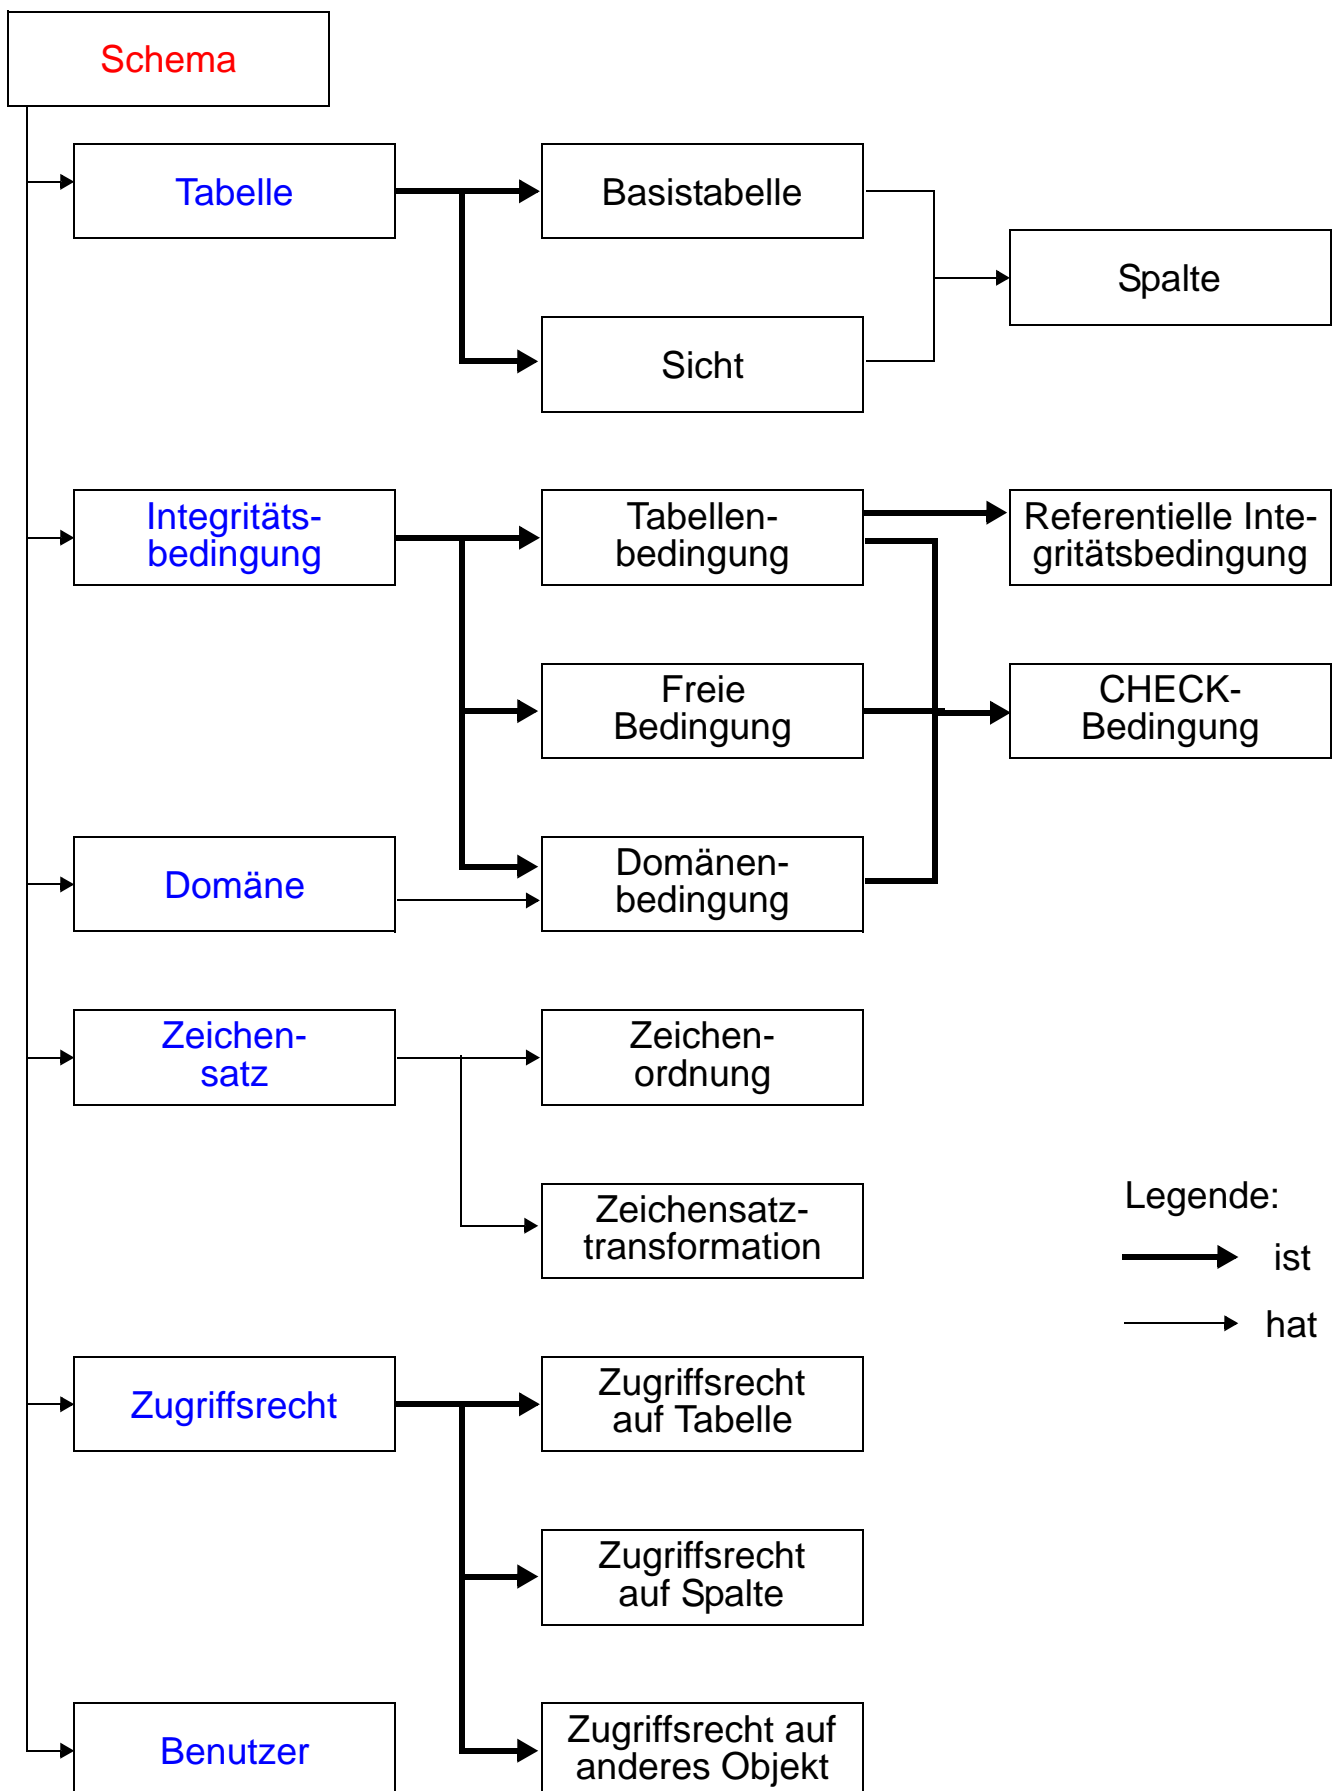 Schema
Tabelle
Basistabelle
Spalte
Sicht
Integritäts-
bedingung
Tabellen-
bedingung
Referentielle Inte-
gritätsbedingung
Freie
Bedingung
CHECK-
Bedingung
Domäne
Domänen-
bedingung
Zeichen-
satz
Zeichen-
ordnung
Zeichensatz-
transformation
Legende:
ist
hat
Zugriffsrecht
Zugriffsrecht
auf Tabelle
Zugriffsrecht
auf Spalte
Benutzer
Zugriffsrecht auf
anderes Objekt